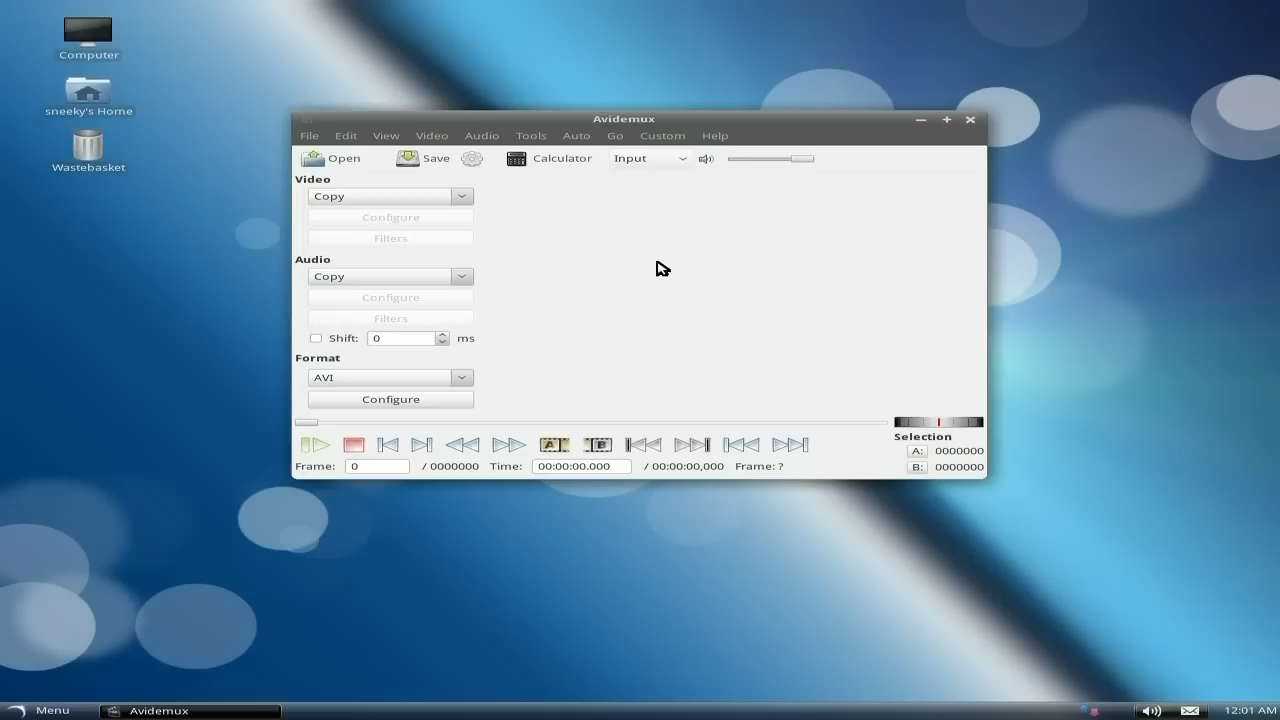 Computer
sneeky's Home
Wastebasket
Avidemux
File Edit View Video Audio Tools Auto Go Custom Help
Open Save Calculator Input
Video
Copy
Configure
Filters
Audio
Copy
Configure
Filters
Shift: 0 ms
Format
AVI
Configure
A B
Selection
A: 0000000
B: 0000000
Frame: 0 / 0000000 Time: 00:00:00.000 / 00:00:00,000 Frame: ?
Menu Avidemux 12:01 AM